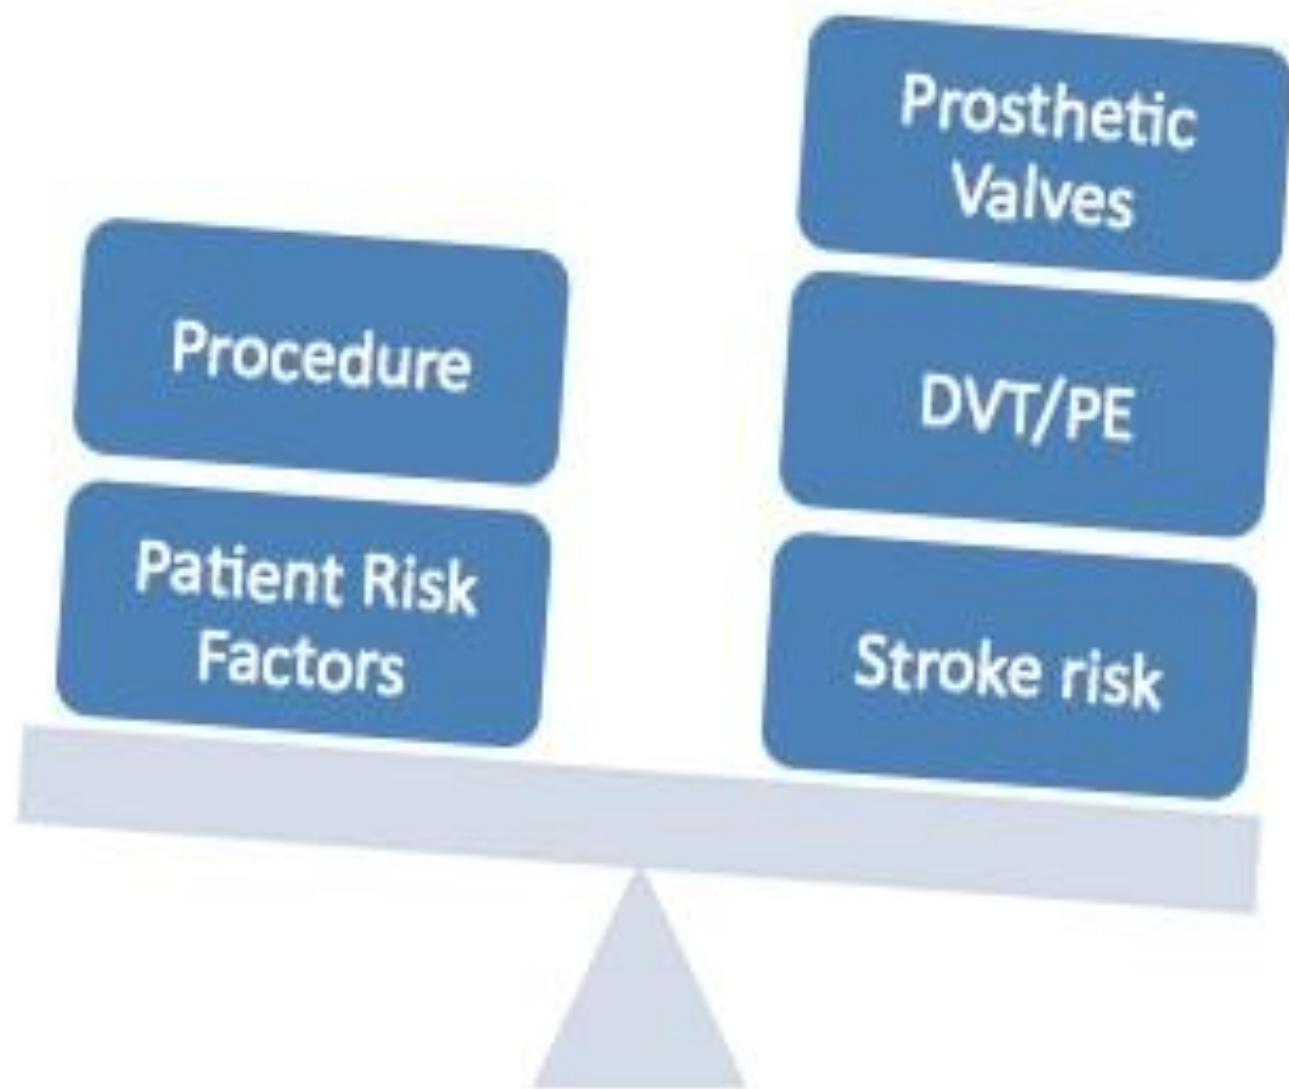 Procedure
Patient Risk
Factors
Prosthetic
Valves
DVT/PE
Stroke risk